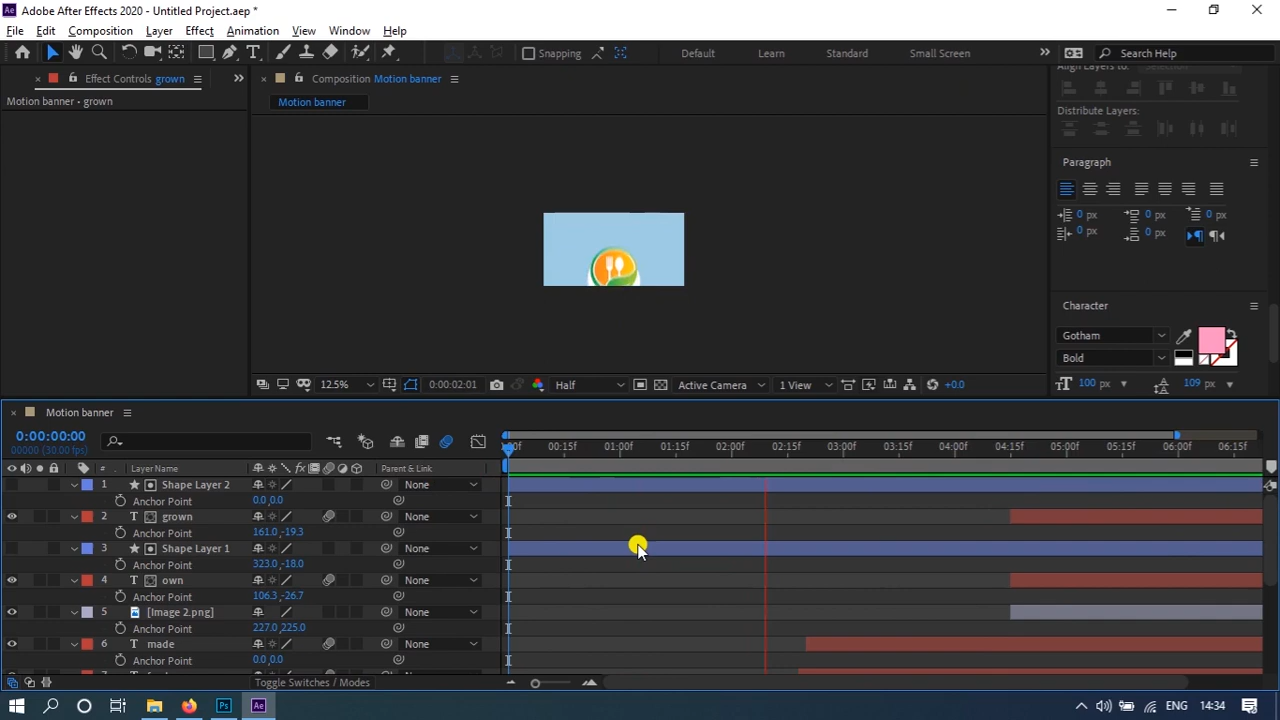 Adobe After Effects 2020 - Untitled Project.aep *
File Edit Composition Layer Effect Animation View Window Help
Snapping Default Learn Standard Small Screen Search Help
Effect Controls grown
Composition Motion banner
Align Layers to: Selection
Motion banner • grown
Motion banner
Distribute Layers:
Paragraph
0 px 0 px 0 px
0 px 0 px
Character
Gotham
Bold
12.5% 0:00:02:01 Half Active Camera 1 View +0.0
100 px 109 px
Motion banner
0:00:00:00
00000 (30.00 fps)
:00f 00:15f 01:00f 01:15f 02:00f 02:15f 03:00f 03:15f 04:00f 04:15f 05:00f 05:15f 06:00f 06:15f
# Layer Name Parent & Link
1 Shape Layer 2 None
Anchor Point 0.0,0.0
2 T grown None
Anchor Point 161.0,-19.3
3 Shape Layer 1 None
Anchor Point 323.0,-18.0
4 T own None
Anchor Point 106.3,-26.7
5 [Image 2.png] None
Anchor Point 227.0,225.0
6 T made None
Anchor Point 0.0,0.0
Toggle Switches / Modes
Ps Ae ENG 14:34